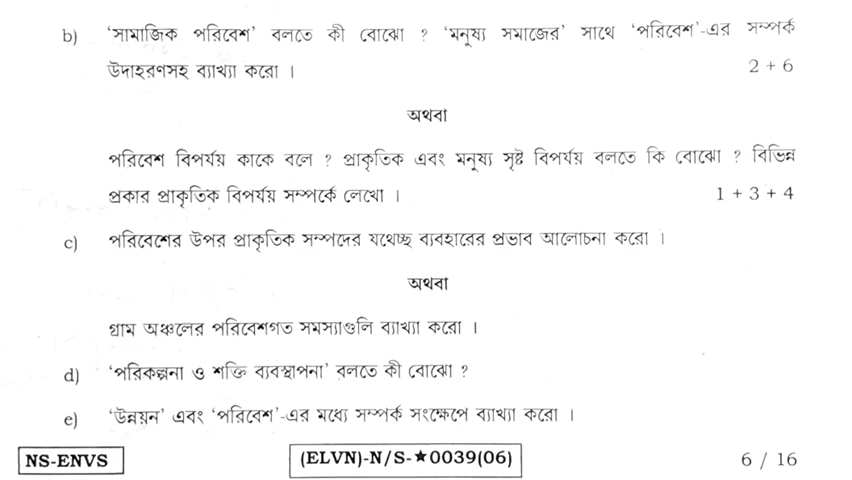 b) ‘সামাজিক পরিবেশ’ বলতে কী বোঝো ? ‘মনুষ্য সমাজের’ সাথে ‘পরিবেশ’-এর সম্পর্ক
উদাহরণসহ ব্যাখ্যা করো । 2 + 6
অথবা
পরিবেশ বিপর্যয় কাকে বলে ? প্রাকৃতিক এবং মনুষ্য সৃষ্ট বিপর্যয় বলতে কি বোঝো ? বিভিন্ন
প্রকার প্রাকৃতিক বিপর্যয় সম্পর্কে লেখো । 1 + 3 + 4
c) পরিবেশের উপর প্রাকৃতিক সম্পদের যথেচ্ছ ব্যবহারের প্রভাব আলোচনা করো ।
অথবা
গ্রাম অঞ্চলের পরিবেশগত সমস্যাগুলি ব্যাখ্যা করো ।
d) ‘পরিকল্পনা ও শক্তি ব্যবস্থাপনা’ বলতে কী বোঝো ?
e) ‘উন্নয়ন’ এবং ‘পরিবেশ’-এর মধ্যে সম্পর্ক সংক্ষেপে ব্যাখ্যা করো ।
NS-ENVS (ELVN)-N/S-★0039(06) 6 / 16